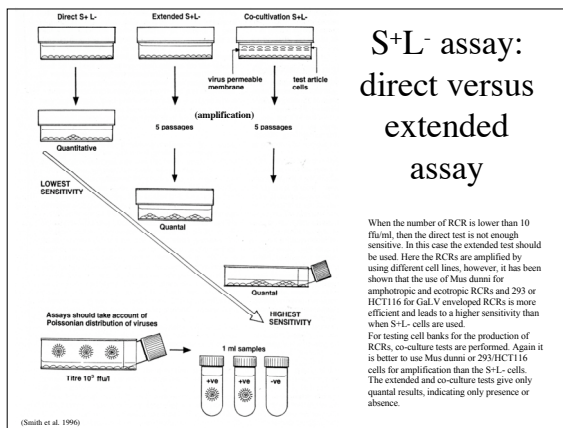 Direct S+ L-
Extended S+L-
Co-cultivation S+L-
virus permeable
membrane
test article
cells
(amplification)
5 passages
5 passages
Quantitative
LOWEST
SENSITIVITY
Quantal
Quantal
HIGHEST
SENSITIVITY
Assays should take account of
Poissonian distribution of viruses
1 ml samples
+ve
+ve
-ve
(Smith et al. 1996)
S+L- assay:
direct versus
extended
assay
When the number of RCR is lower than 10
ffu/ml, then the direct test is not enough
sensitive. In this case the extended test should
be used. Here the RCRs are amplified by
using different cell lines, however, it has been
shown that the use of Mus dunni for
amphotropic and ecotropic RCRs and 293 or
HCT116 for GaLV enveloped RCRs is more
efficient and leads to a higher sensitivity than
when S+L- cells are used.
For testing cell banks for the production of
RCRs, co-culture tests are performed. Again it
is better to use Mus dunni or 293/HCT116
cells for amplification than the S+L- cells.
The extended and co-culture tests give only
quantal results, indicating only presence or
absence.